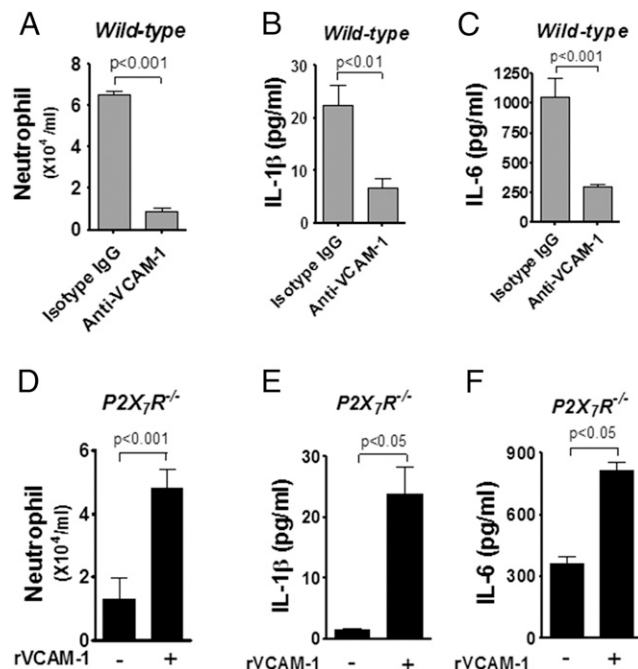 A
Wild-type
p<0.001
Neutrophil
(X10⁴/ml)
8
6
4
2
0
Isotype IgG
Anti-VCAM-1
B
Wild-type
p<0.01
IL-1β (pg/ml)
30
20
10
0
Isotype IgG
Anti-VCAM-1
C
Wild-type
p<0.001
IL-6 (pg/ml)
1250
1000
750
500
250
0
Isotype IgG
Anti-VCAM-1
D
P2X₇R⁻/⁻
p<0.001
Neutrophil
(X10⁴/ml)
6
4
2
0
rVCAM-1 - +
E
P2X₇R⁻/⁻
p<0.05
IL-1β (pg/ml)
30
20
10
0
rVCAM-1 - +
F
P2X₇R⁻/⁻
p<0.05
IL-6 (pg/ml)
900
600
300
0
rVCAM-1 - +